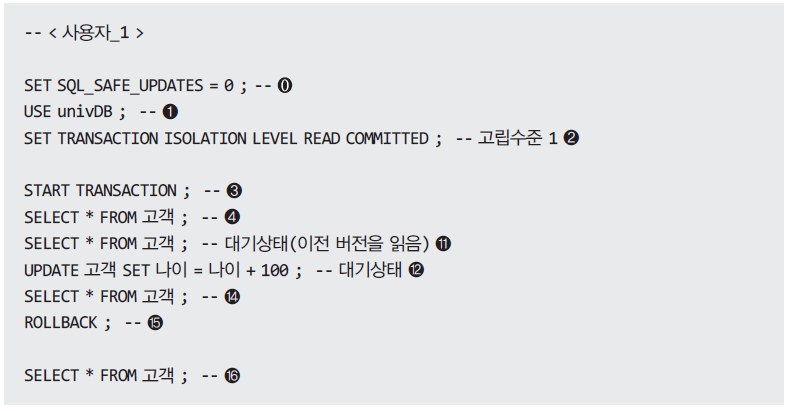 -- < 사용자_1 >
SET SQL_SAFE_UPDATES = 0 ; -- ⓿
USE univDB ; -- ❶
SET TRANSACTION ISOLATION LEVEL READ COMMITTED ; -- 고립수준 1 ❷
START TRANSACTION ; -- ❸
SELECT * FROM 고객 ; -- ❹
SELECT * FROM 고객 ; -- 대기상태(이전 버전을 읽음) ⓫
UPDATE 고객 SET 나이 = 나이 + 100 ; -- 대기상태 ⓬
SELECT * FROM 고객 ; -- ⓮
ROLLBACK ; -- ⓯
SELECT * FROM 고객 ; -- ⓰